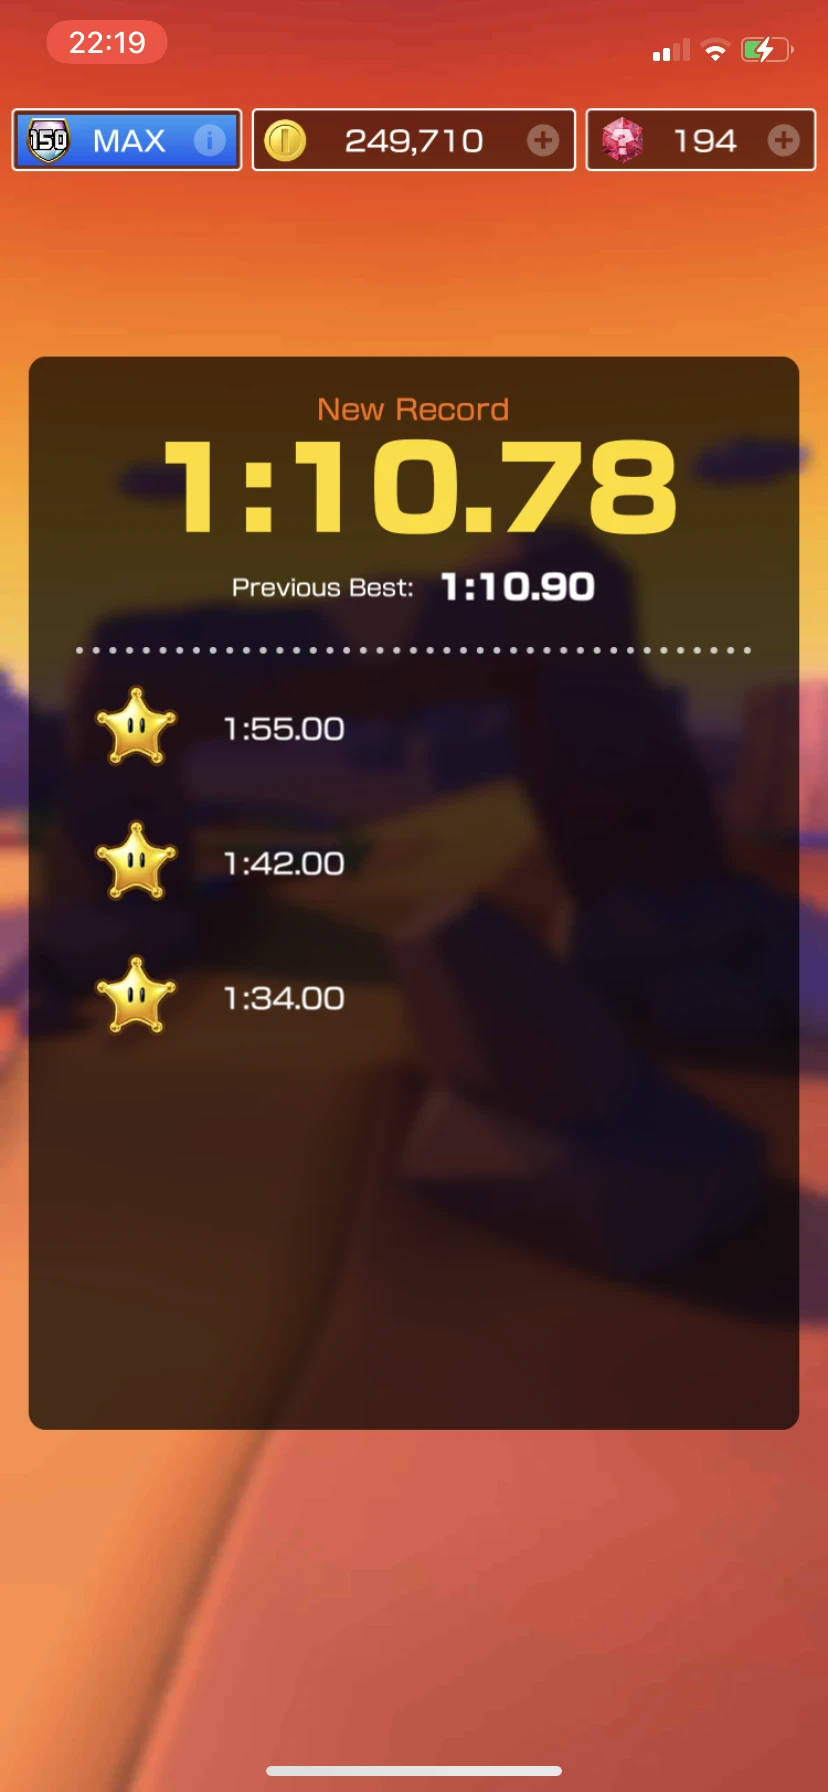 22:19
150 MAX i 249,710 + ? 194 +
New Record
1:10.78
Previous Best: 1:10.90
1:55.00
1:42.00
1:34.00